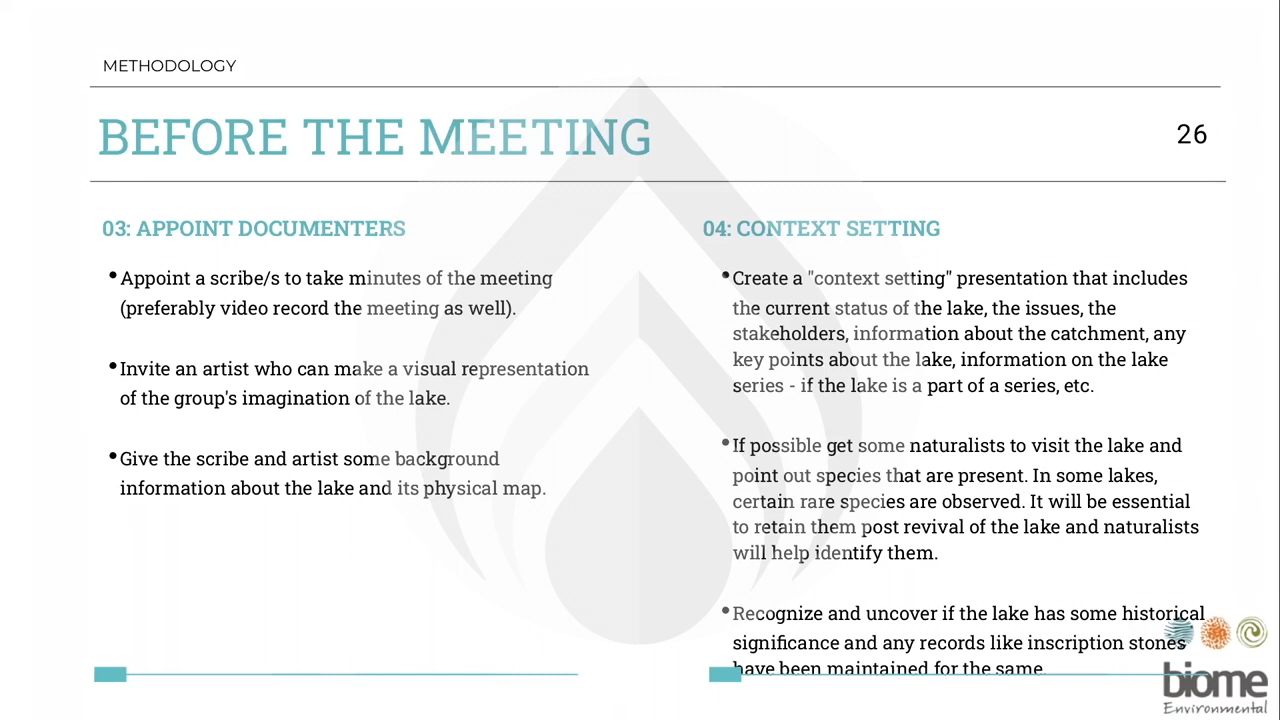 METHODOLOGY
BEFORE THE MEETING
26
03: APPOINT DOCUMENTERS
•Appoint a scribe/s to take minutes of the meeting
(preferably video record the meeting as well).
•Invite an artist who can make a visual representation
of the group's imagination of the lake.
•Give the scribe and artist some background
information about the lake and its physical map.
04: CONTEXT SETTING
•Create a "context setting" presentation that includes
the current status of the lake, the issues, the
stakeholders, information about the catchment, any
key points about the lake, information on the lake
series - if the lake is a part of a series, etc.
•If possible get some naturalists to visit the lake and
point out species that are present. In some lakes,
certain rare species are observed. It will be essential
to retain them post revival of the lake and naturalists
will help identify them.
•Recognize and uncover if the lake has some historical
significance and any records like inscription stones
have been maintained for the same.
biome
Environmental